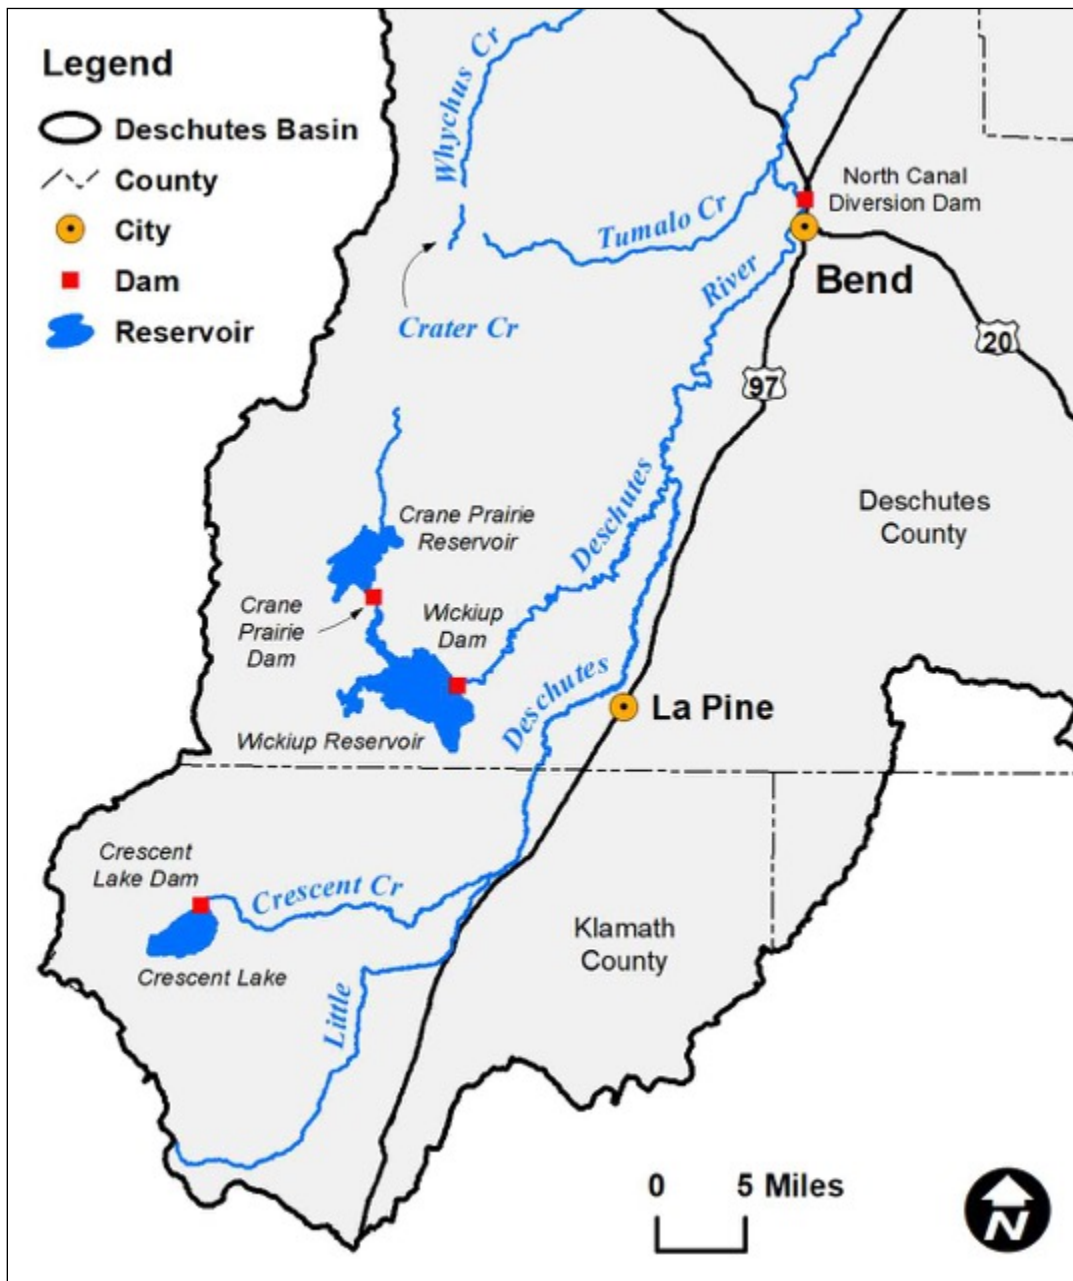 Legend
Deschutes Basin
County
City
Dam
Reservoir
Whychus Cr
Crater Cr
Tumalo Cr
North Canal
Diversion Dam
Bend
River
20
97
Deschutes
County
Deschutes
Crane Prairie
Reservoir
Crane
Prairie
Dam
Wickiup
Dam
Wickiup Reservoir
Deschutes
La Pine
Crescent
Lake Dam
Crescent Cr
Crescent Lake
Klamath
County
Little
0 5 Miles
N